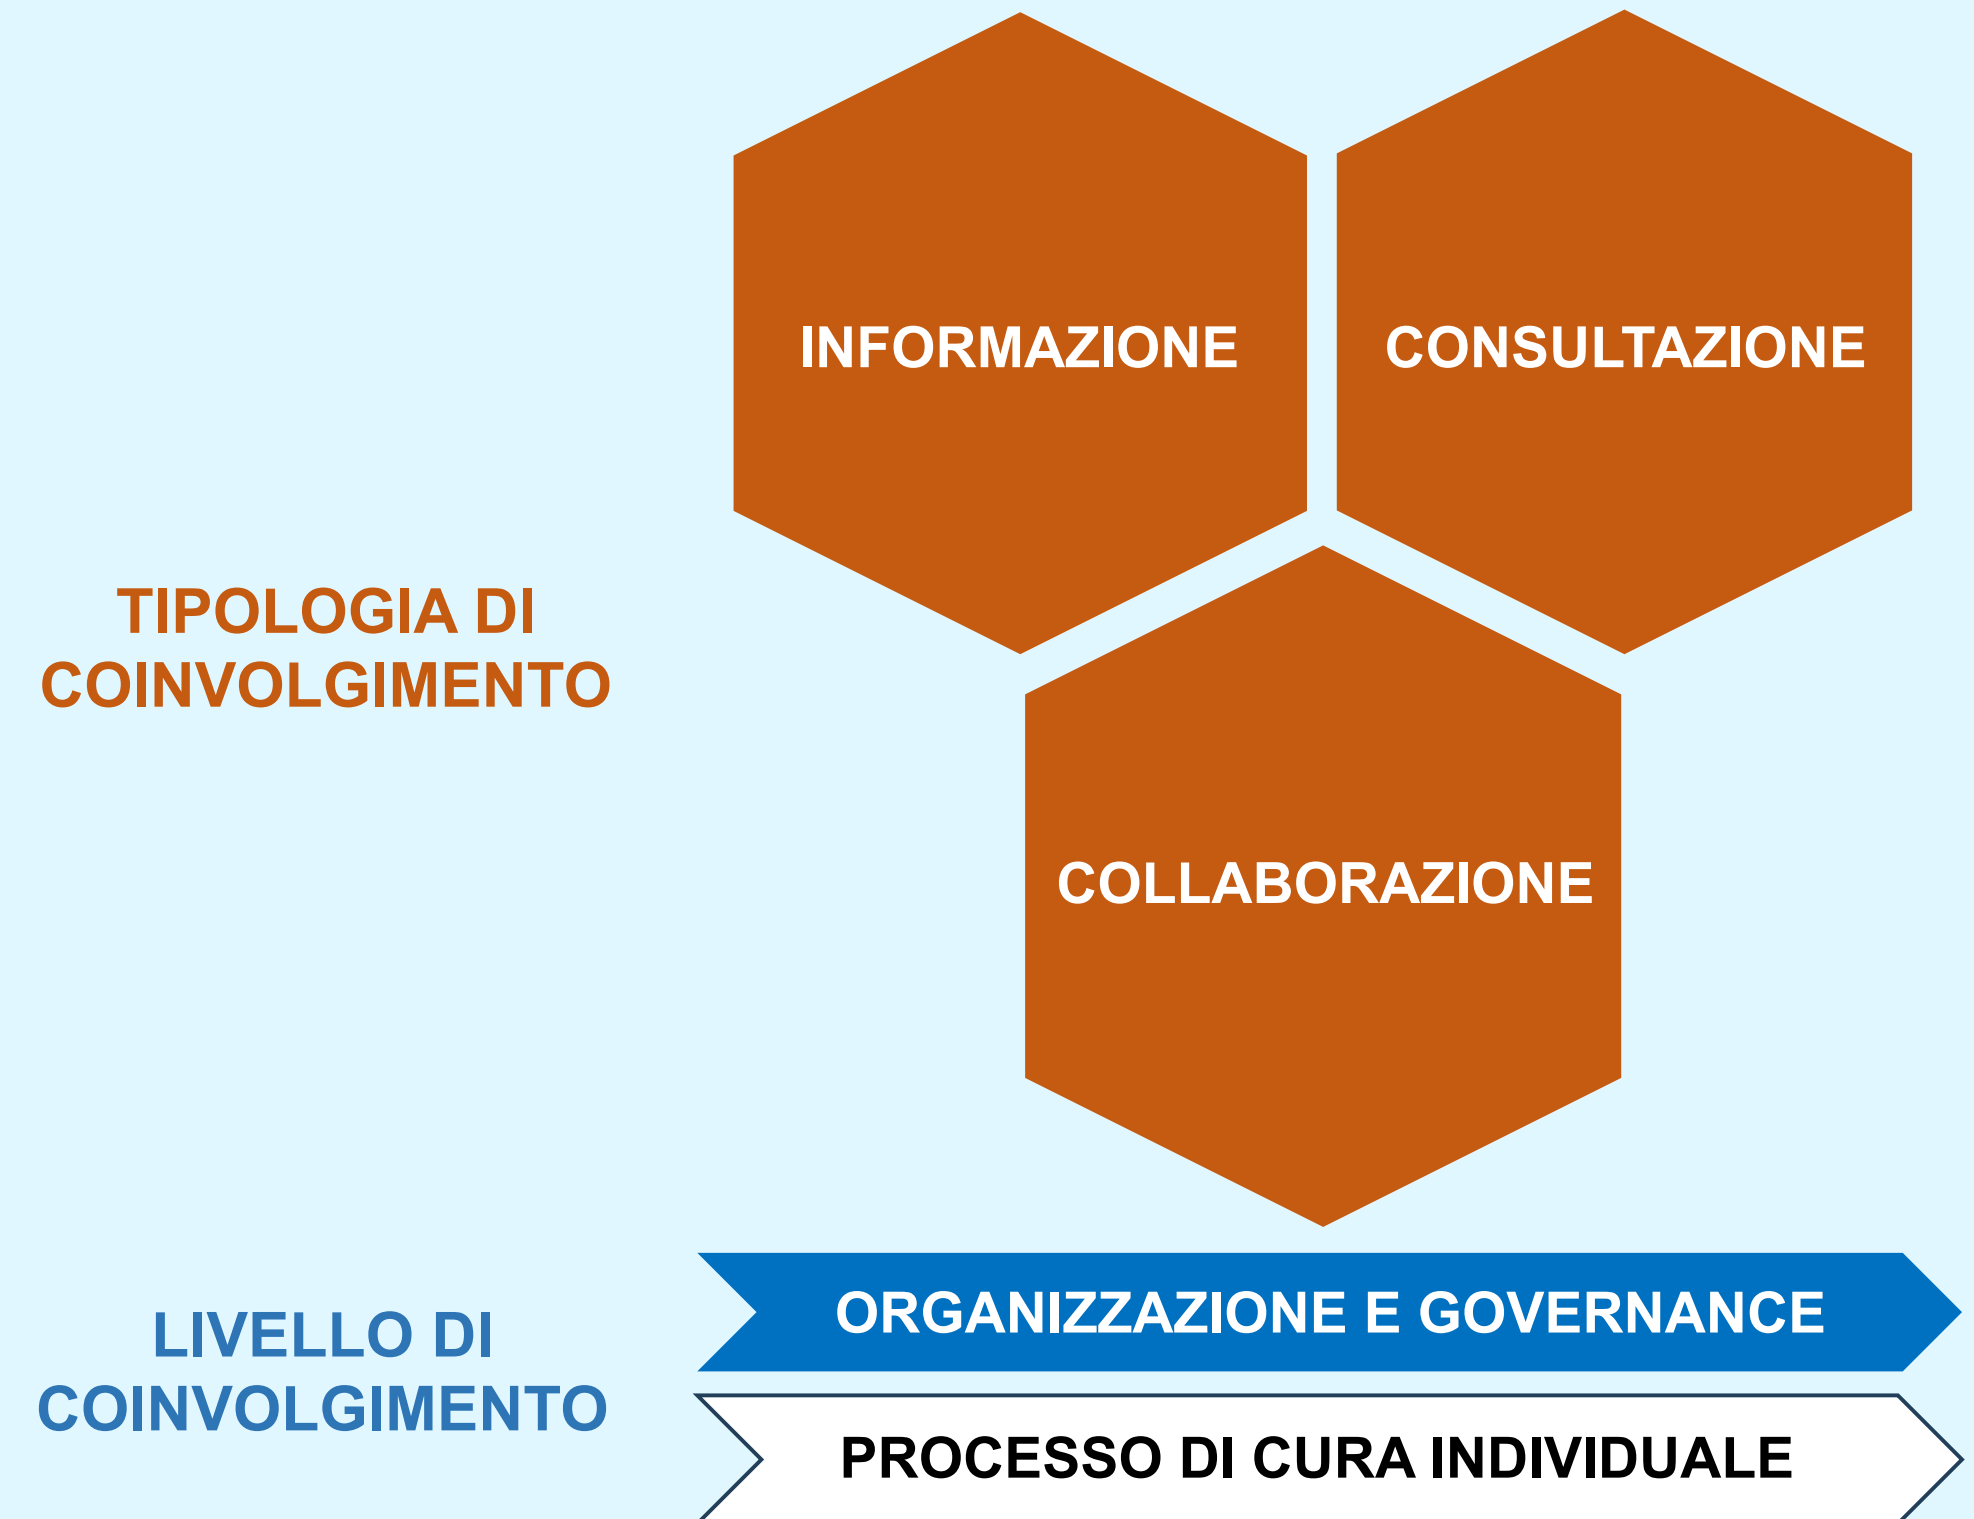 INFORMAZIONE
CONSULTAZIONE
TIPOLOGIA DI
COINVOLGIMENTO
COLLABORAZIONE
LIVELLO DI
COINVOLGIMENTO
ORGANIZZAZIONE E GOVERNANCE
PROCESSO DI CURA INDIVIDUALE